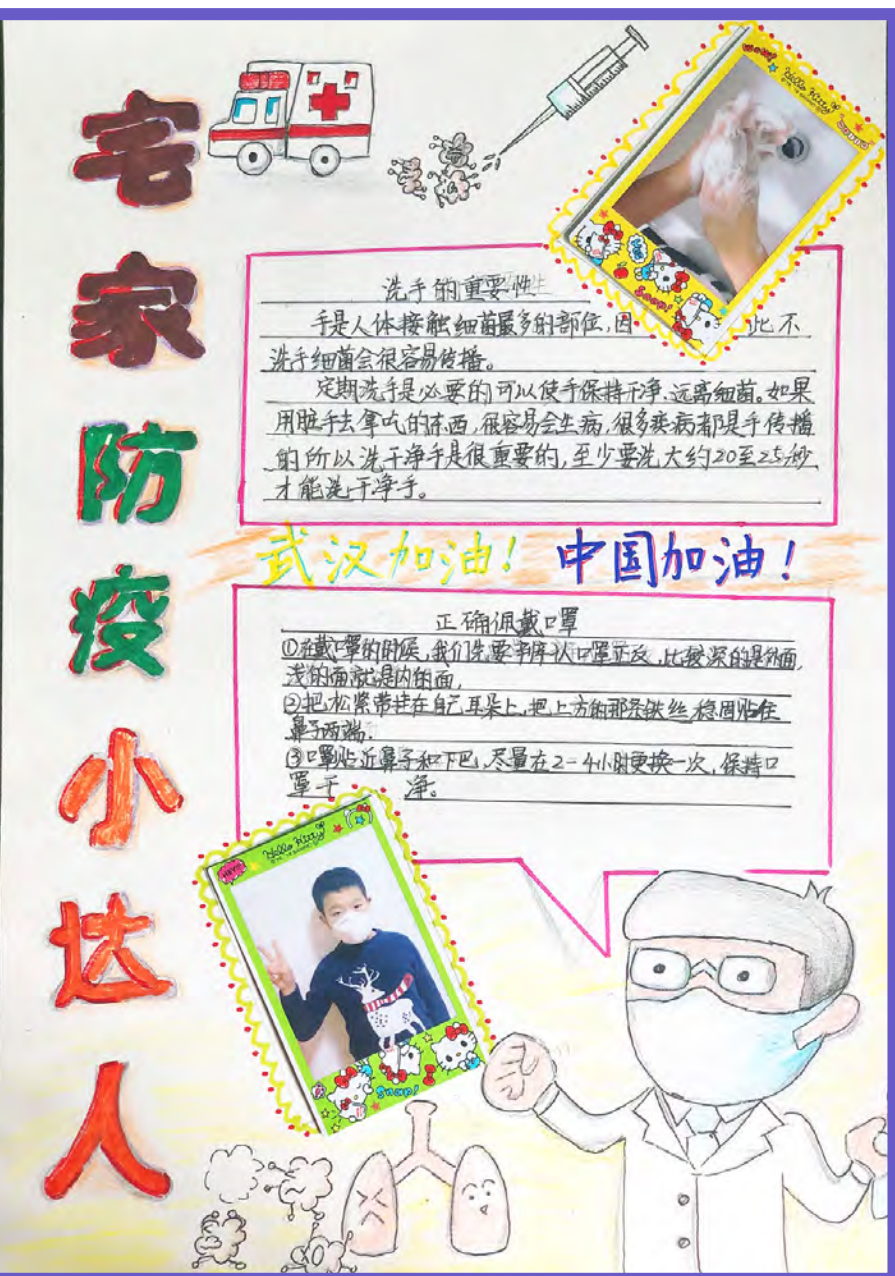 宅家防疫小达人
洗手的重要性
手是人体接触细菌最多的部位,因此不
洗手细菌会很容易传播。
定期洗手是必要的可以使手保持干净、远离细菌。如果
用脏手去拿吃的东西,很容易会生病,很多疾病都是手传播
的所以洗干净手是很重要的,至少要洗大约20至25秒
才能洗干净手。
武汉加油! 中国加油!
正确佩戴口罩
①在戴口罩的时候,我们先要辨认口罩正反,比较深的是外面,
浅的面就是内的面,
②把松紧带挂在自己耳朵上,把上方的那条铁丝稳固贴住
鼻子两端.
③口罩贴近鼻子和下巴,尽量在2-4小时更换一次,保持口
罩干净。
Hello Kitty
Snap!
Hello Kitty
Snap!